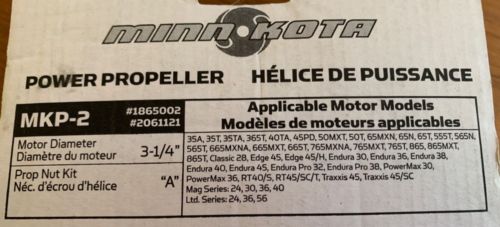 MINN KOTA
POWER PROPELLER HÉLICE DE PUISSANCE
MKP-2 #1865002
#2061121
Motor Diameter
Diamètre du moteur 3-1/4"
Prop Nut Kit
Néc. d'écrou d'hélice "A"
Applicable Motor Models
Modèles de moteurs applicables
35A, 35T, 35TA, 365T, 40TA, 45PD, 50MXT, 50T, 65MXN, 65N, 65T, 555T, 565N,
565T, 665MXNA, 665MXT, 665T, 765MXNA, 765MXT, 765T, 865, 865MXT,
865T, Classic 28, Edge 45, Edge 45/H, Endura 30, Endura 36, Endura 38,
Endura 40, Endura 45, Endura Pro 32, Endura Pro 38, PowerMax 30,
PowerMax 36, RT40/S, RT45/SC/T, Traxxis 45, Traxxis 45/SC
Mag Series: 24, 30, 36, 40
Ltd. Series: 24, 36, 56